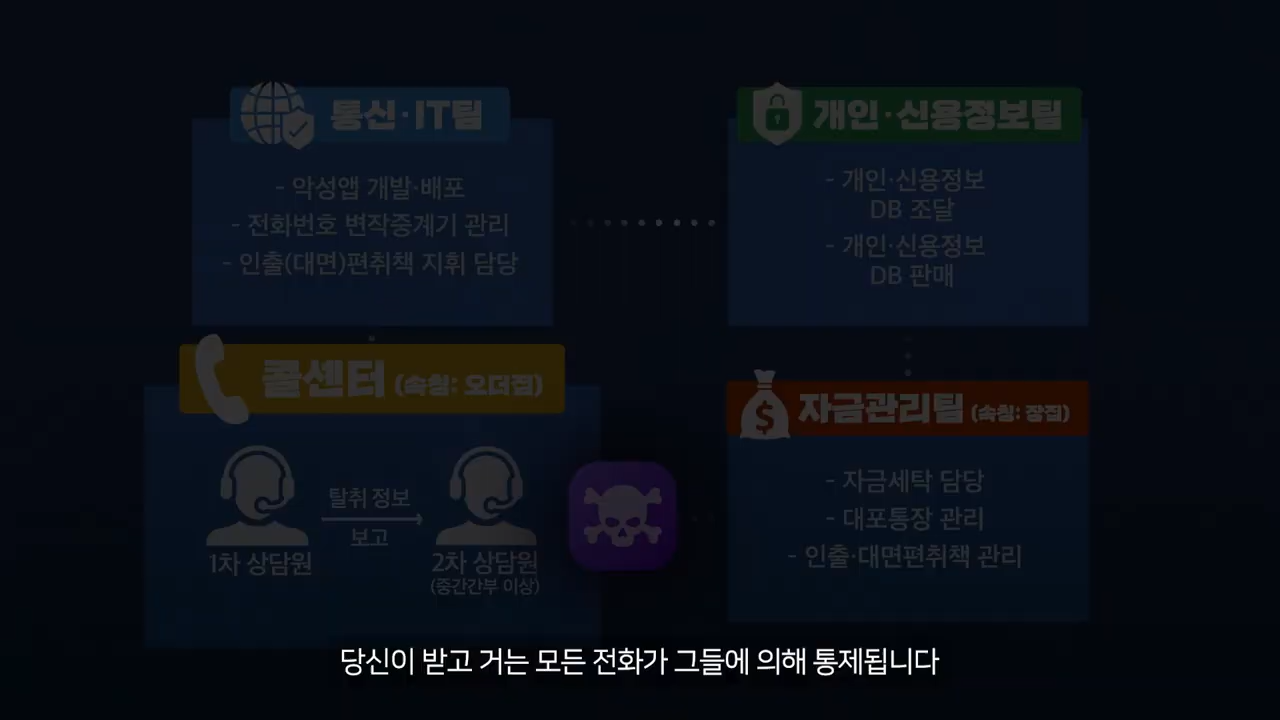 통신·IT팀
- 악성앱 개발·배포
- 전화번호 변작중계기 관리
- 인출(대면)편취책 지휘 담당
개인·신용정보팀
- 개인·신용정보
DB 조달
- 개인·신용정보
DB 판매
콜센터 (속칭: 오더집)
탈취 정보
보고
1차 상담원
2차 상담원
(중간간부 이상)
자금관리팀 (속칭: 장집)
- 자금세탁 담당
- 대포통장 관리
- 인출·대면편취책 관리
당신이 받고 거는 모든 전화가 그들에 의해 통제됩니다